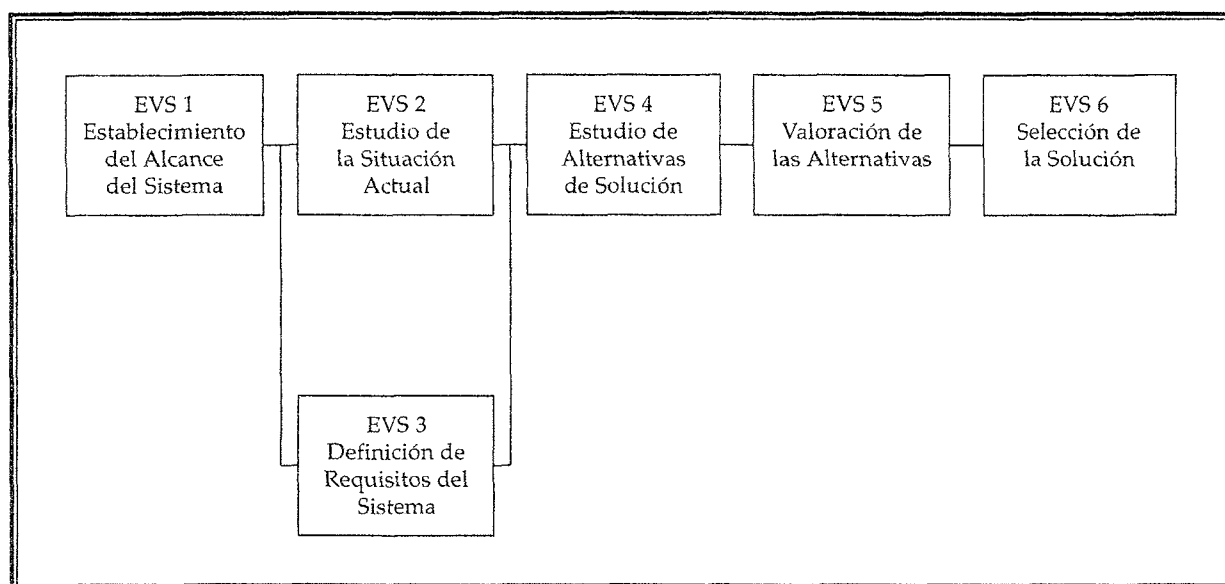 EVS 1
Establecimiento
del Alcance
del Sistema
EVS 2
Estudio de
la Situación
Actual
EVS 4
Estudio de
Alternativas
de Solución
EVS 5
Valoración de
las Alternativas
EVS 6
Selección de
la Solución
EVS 3
Definición de
Requisitos del
Sistema